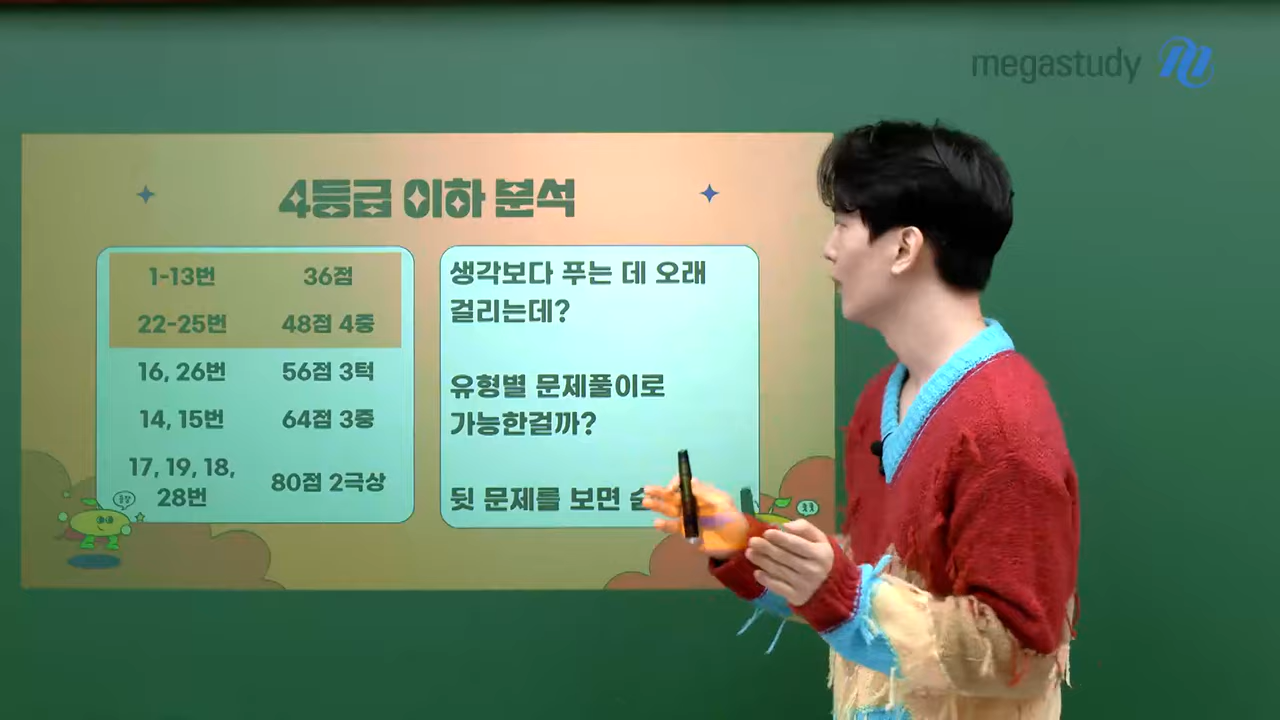 megastudy
4등급 이하 분석
1-13번 36점
22-25번 48점 4중
16, 26번 56점 3턱
14, 15번 64점 3중
17, 19, 18,
28번 80점 2극상
생각보다 푸는 데 오래
걸리는데?
유형별 문제풀이로
가능한걸까?
뒷 문제를 보면